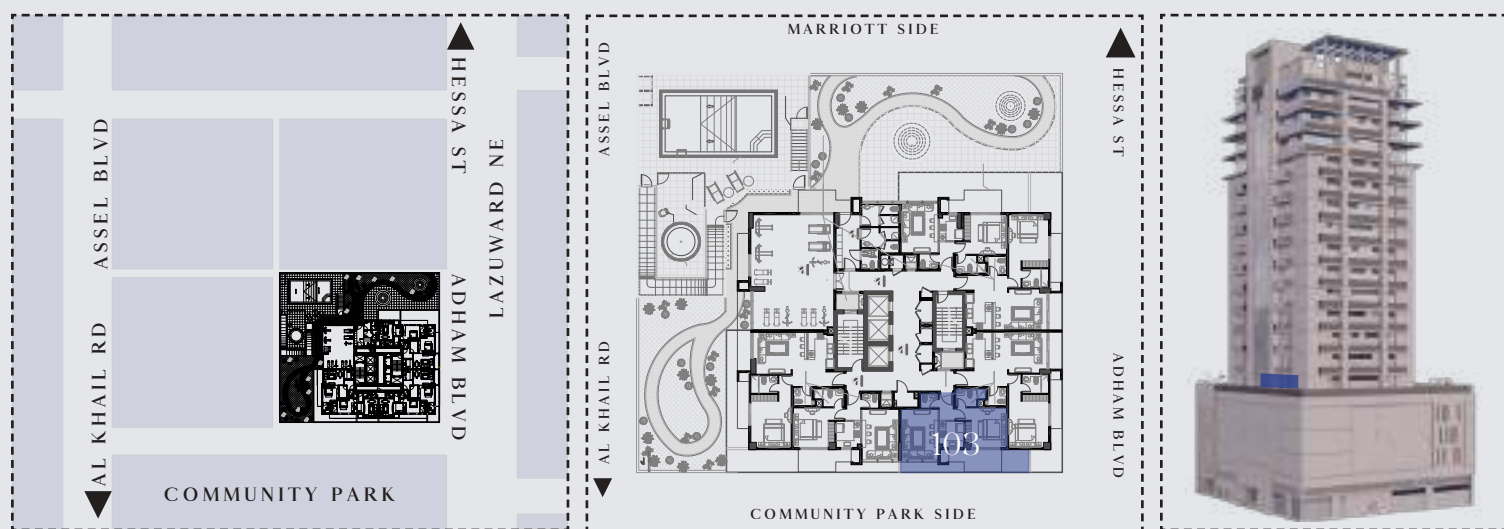 HESSA ST
ASSEL BLVD
LAZUWARD NE
ADHAM BLVD
AL KHAIL RD
COMMUNITY PARK
MARRIOTT SIDE
ASSEL BLVD
HESSA ST
AL KHAIL RD
ADHAM BLVD
103
COMMUNITY PARK SIDE